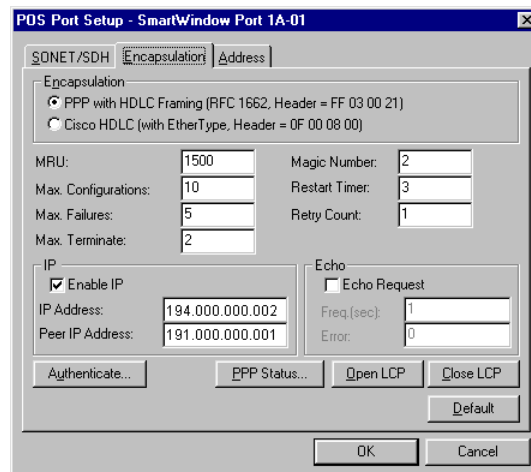 POS Port Setup - SmartWindow Port 1A-01
SONET/SDH Encapsulation Address
Encapsulation
PPP with HDLC Framing (RFC 1662, Header = FF 03 00 21)
Cisco HDLC (with EtherType, Header = 0F 00 08 00)
MRU: 1500 Magic Number: 2
Max. Configurations: 10 Restart Timer: 3
Max. Failures: 5 Retry Count: 1
Max. Terminate: 2
IP Echo
Enable IP Echo Request
IP Address: 194.000.000.002 Freq.(sec): 1
Peer IP Address: 191.000.000.001 Error: 0
Authenticate... PPP Status... Open LCP Close LCP
Default
OK Cancel